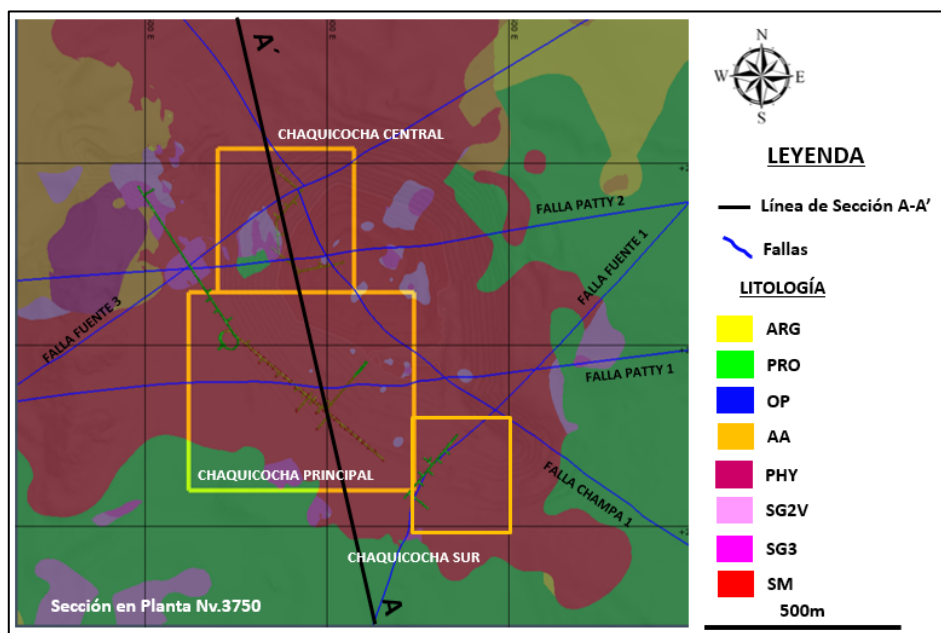 A´
CHAQUICOCHA CENTRAL
FALLA PATTY 2
FALLA FUENTE 1
FALLA FUENTE 3
FALLA PATTY 1
CHAQUICOCHA PRINCIPAL
FALLA CHAMPA 1
CHAQUICOCHA SUR
A
Sección en Planta Nv.3750
N
W
E
S
LEYENDA
Línea de Sección A-A’
Fallas
LITOLOGÍA
ARG
PRO
OP
AA
PHY
SG2V
SG3
SM
500m